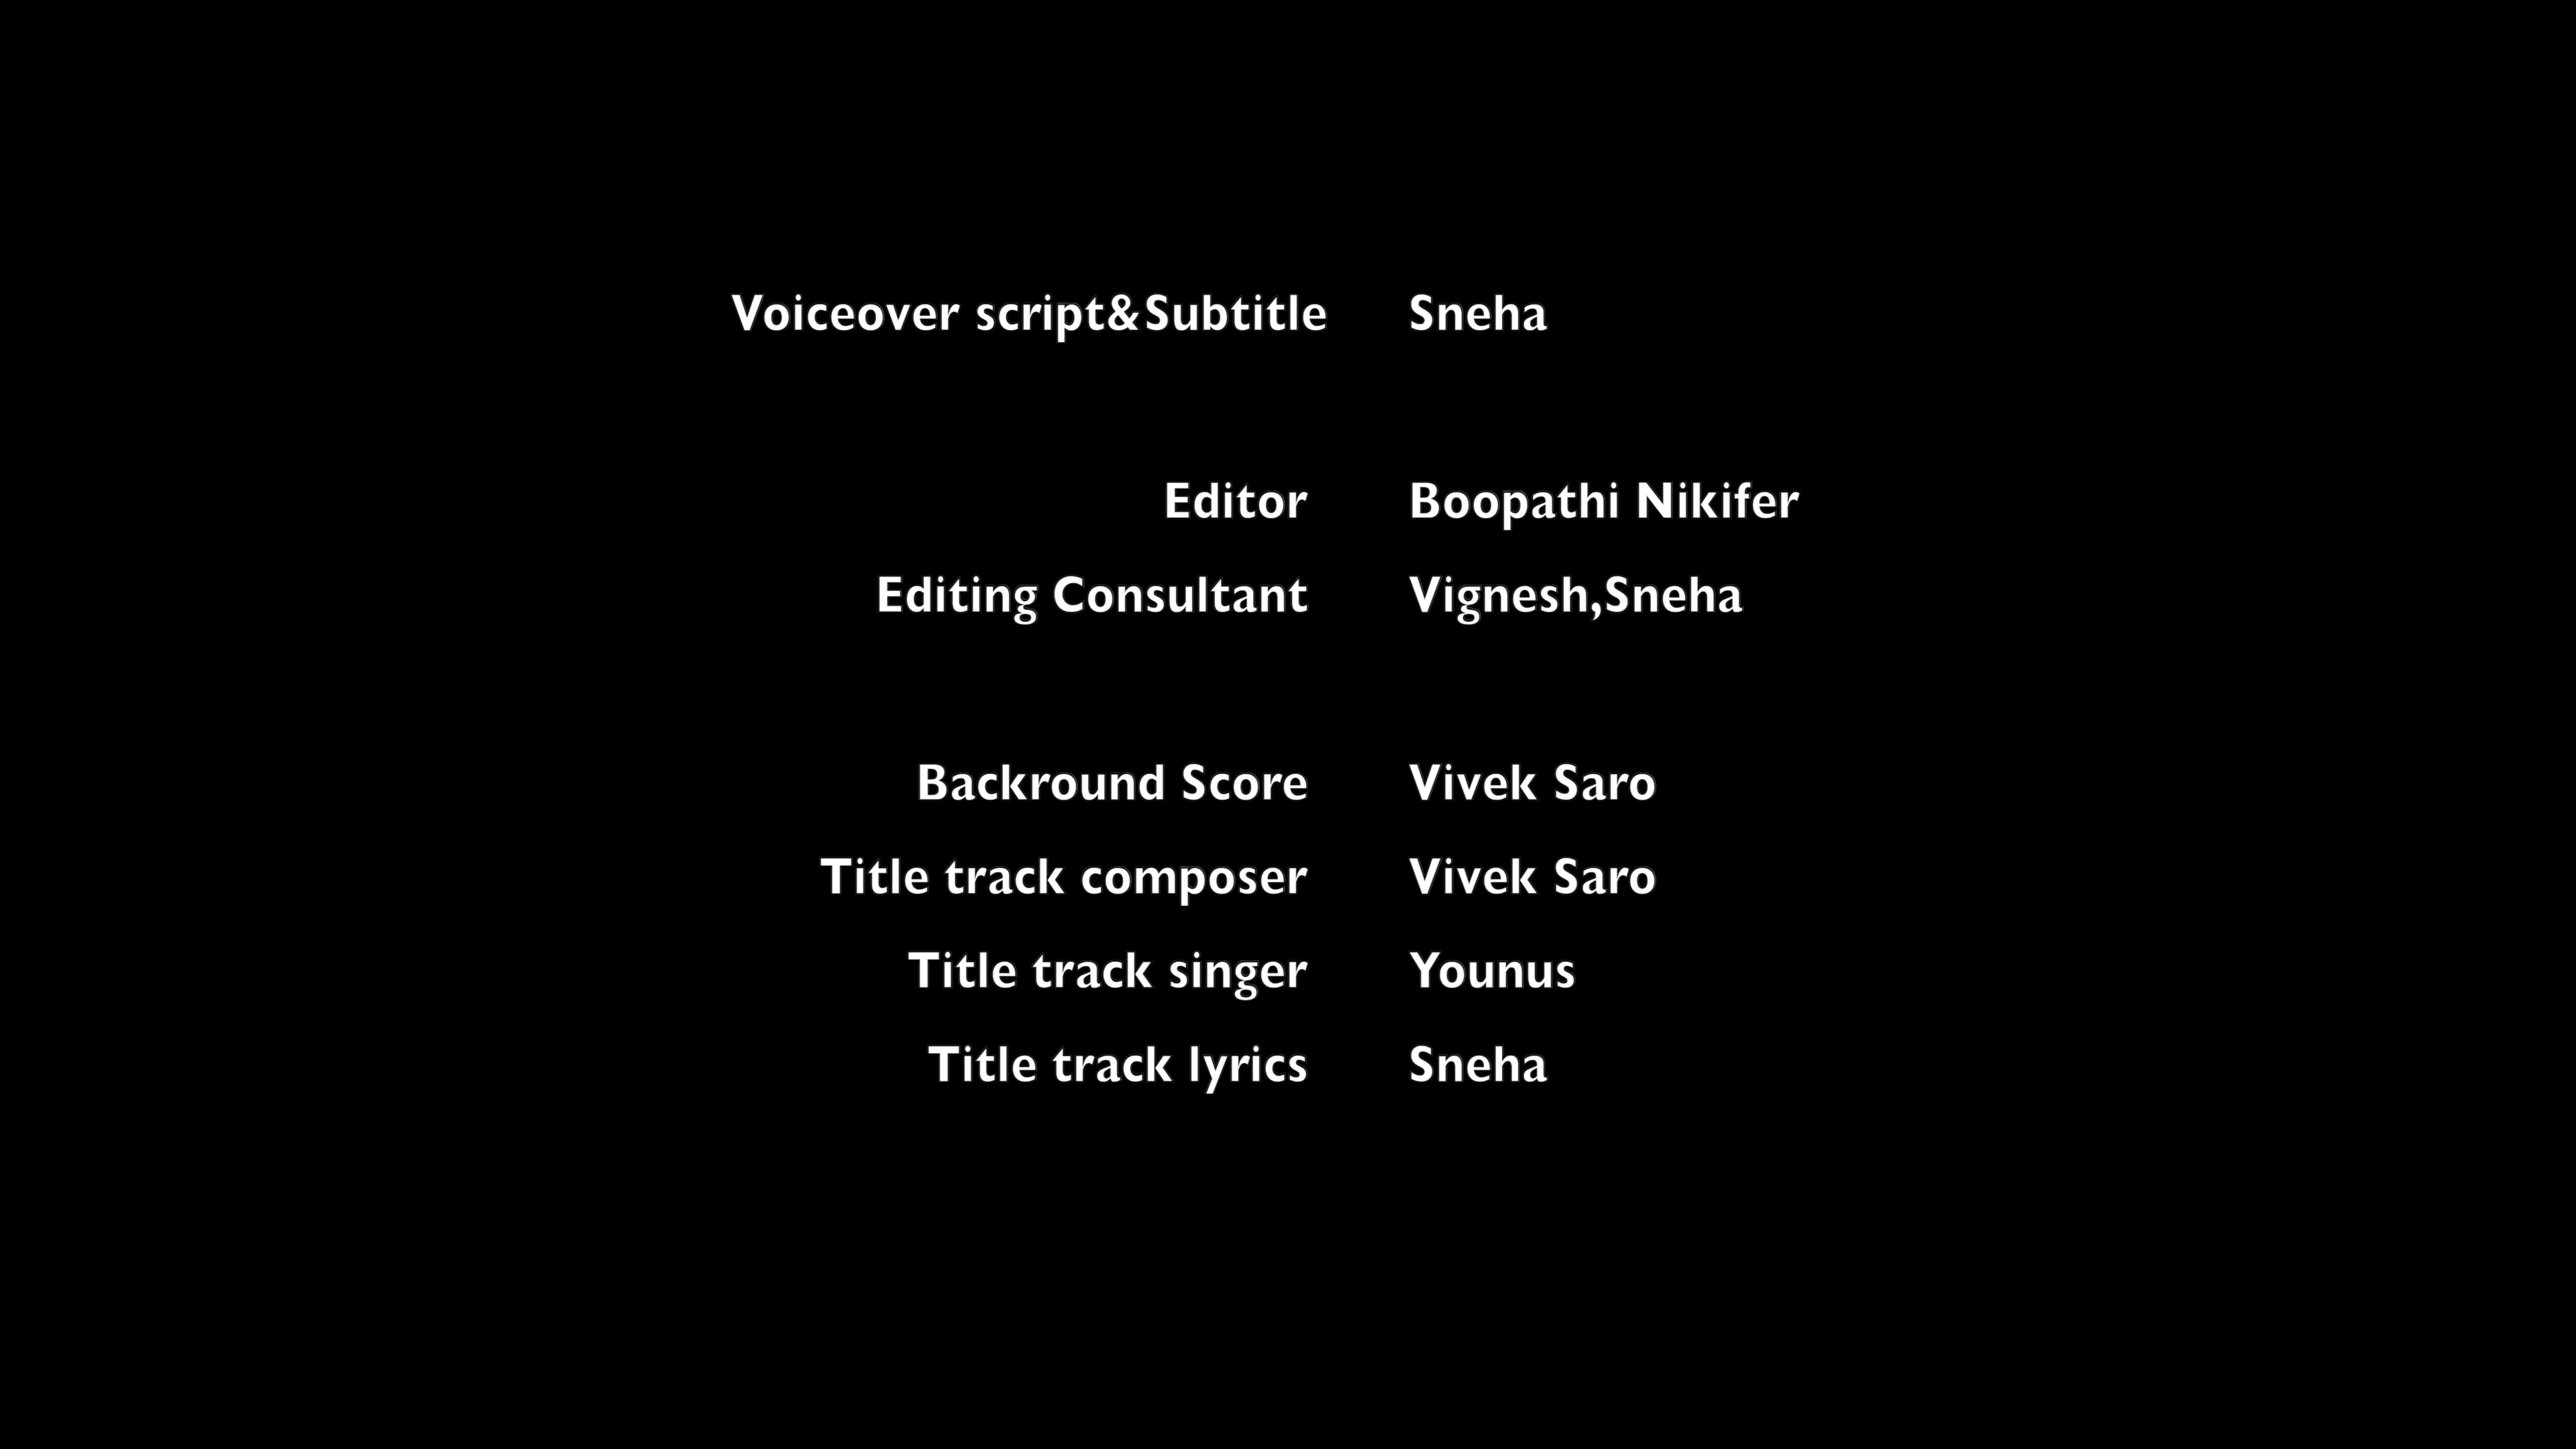 Voiceover script&Subtitle Sneha
Editor Boopathi Nikifer
Editing Consultant Vignesh,Sneha
Backround Score Vivek Saro
Title track composer Vivek Saro
Title track singer Younus
Title track lyrics Sneha